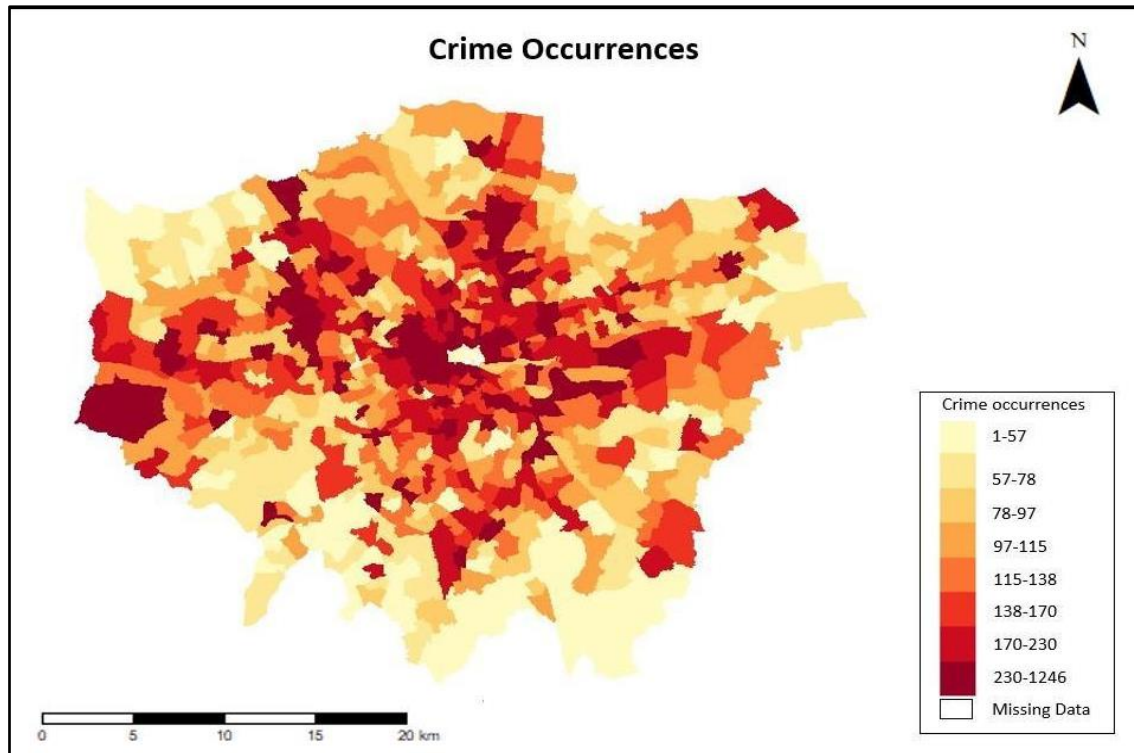 Crime Occurrences
N
Crime occurrences
1-57
57-78
78-97
97-115
115-138
138-170
170-230
230-1246
Missing Data
0 5 10 15 20 km